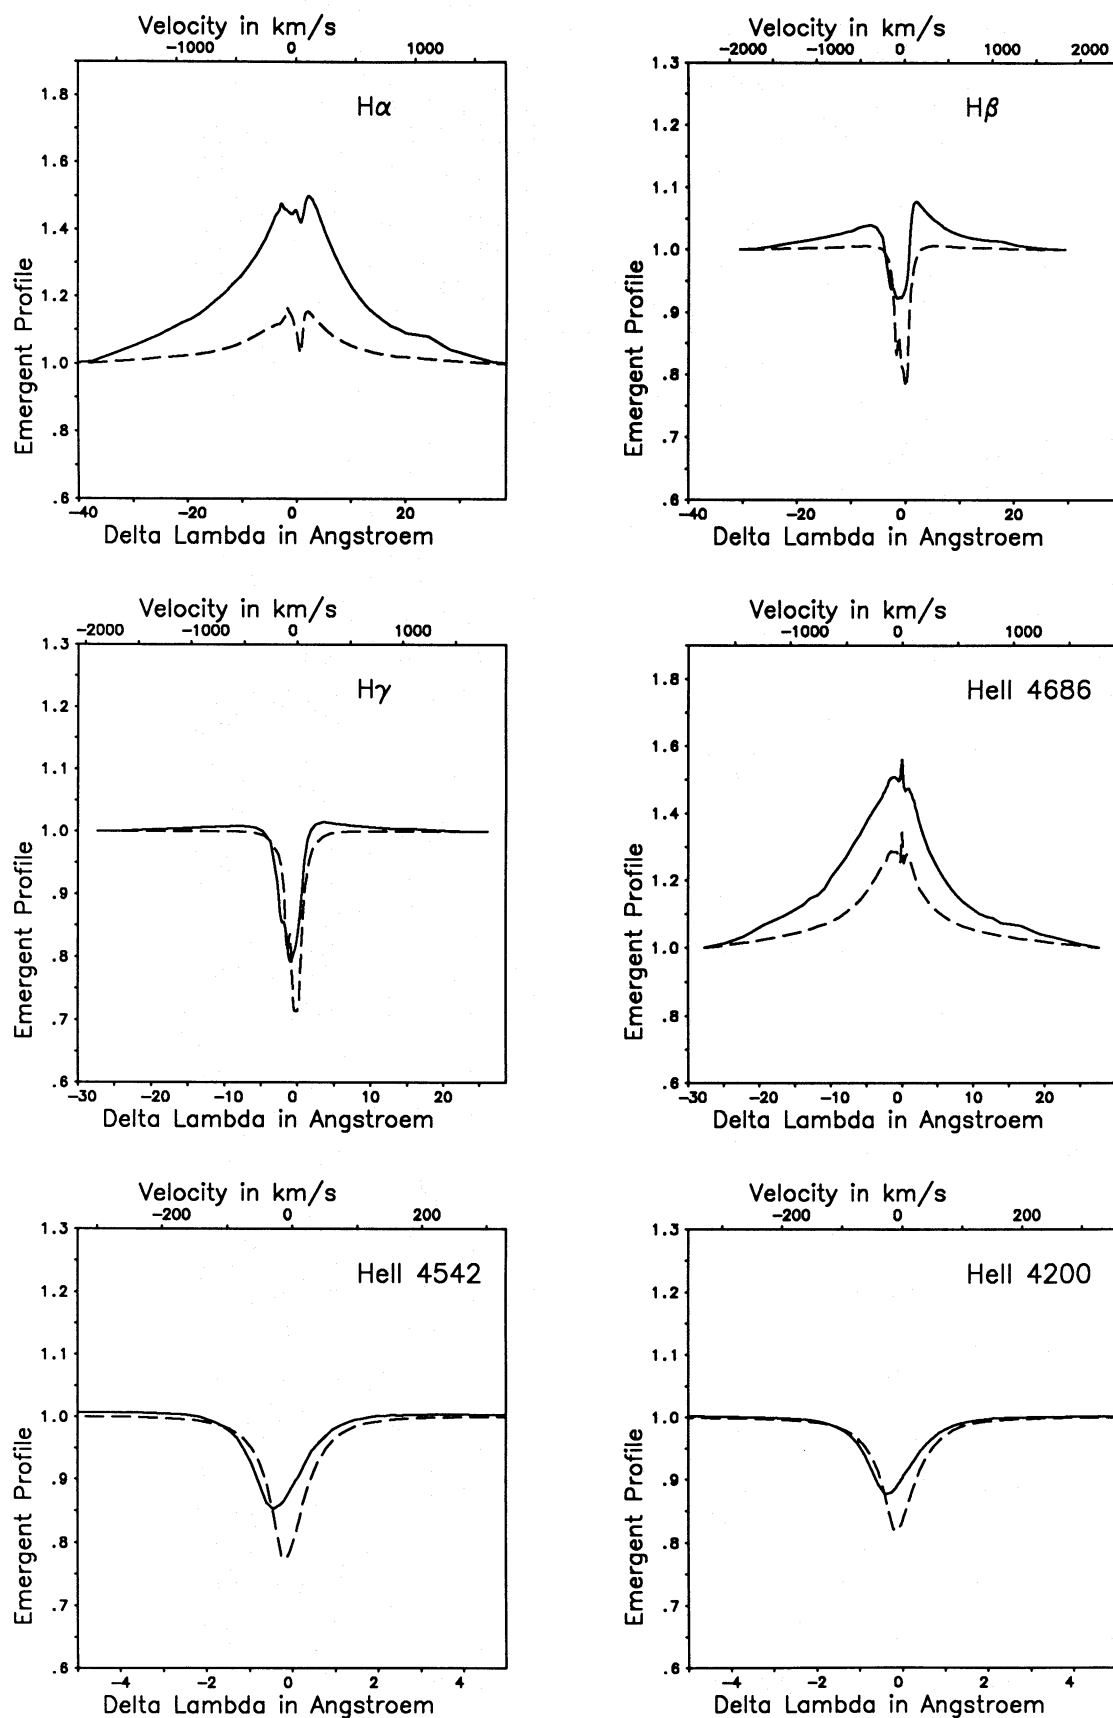 Velocity in km/s
-1000 0 1000
Hα
1.8
1.6
1.4
1.2
1.0
.8
.6
Emergent Profile
-40 -20 0 20
Delta Lambda in Angstroem
Velocity in km/s
-2000 -1000 0 1000 2000
Hβ
1.3
1.2
1.1
1.0
.9
.8
.7
.6
Emergent Profile
-40 -20 0 20
Delta Lambda in Angstroem
Velocity in km/s
-2000 -1000 0 1000
Hγ
1.3
1.2
1.1
1.0
.9
.8
.7
.6
Emergent Profile
-30 -20 -10 0 10 20
Delta Lambda in Angstroem
Velocity in km/s
-1000 0 1000
HeII 4686
1.8
1.6
1.4
1.2
1.0
.8
.6
Emergent Profile
-30 -20 -10 0 10 20
Delta Lambda in Angstroem
Velocity in km/s
-200 0 200
HeII 4542
1.3
1.2
1.1
1.0
.9
.8
.7
.6
Emergent Profile
-4 -2 0 2 4
Delta Lambda in Angstroem
Velocity in km/s
-200 0 200
HeII 4200
1.3
1.2
1.1
1.0
.9
.8
.7
.6
Emergent Profile
-4 -2 0 2 4
Delta Lambda in Angstroem